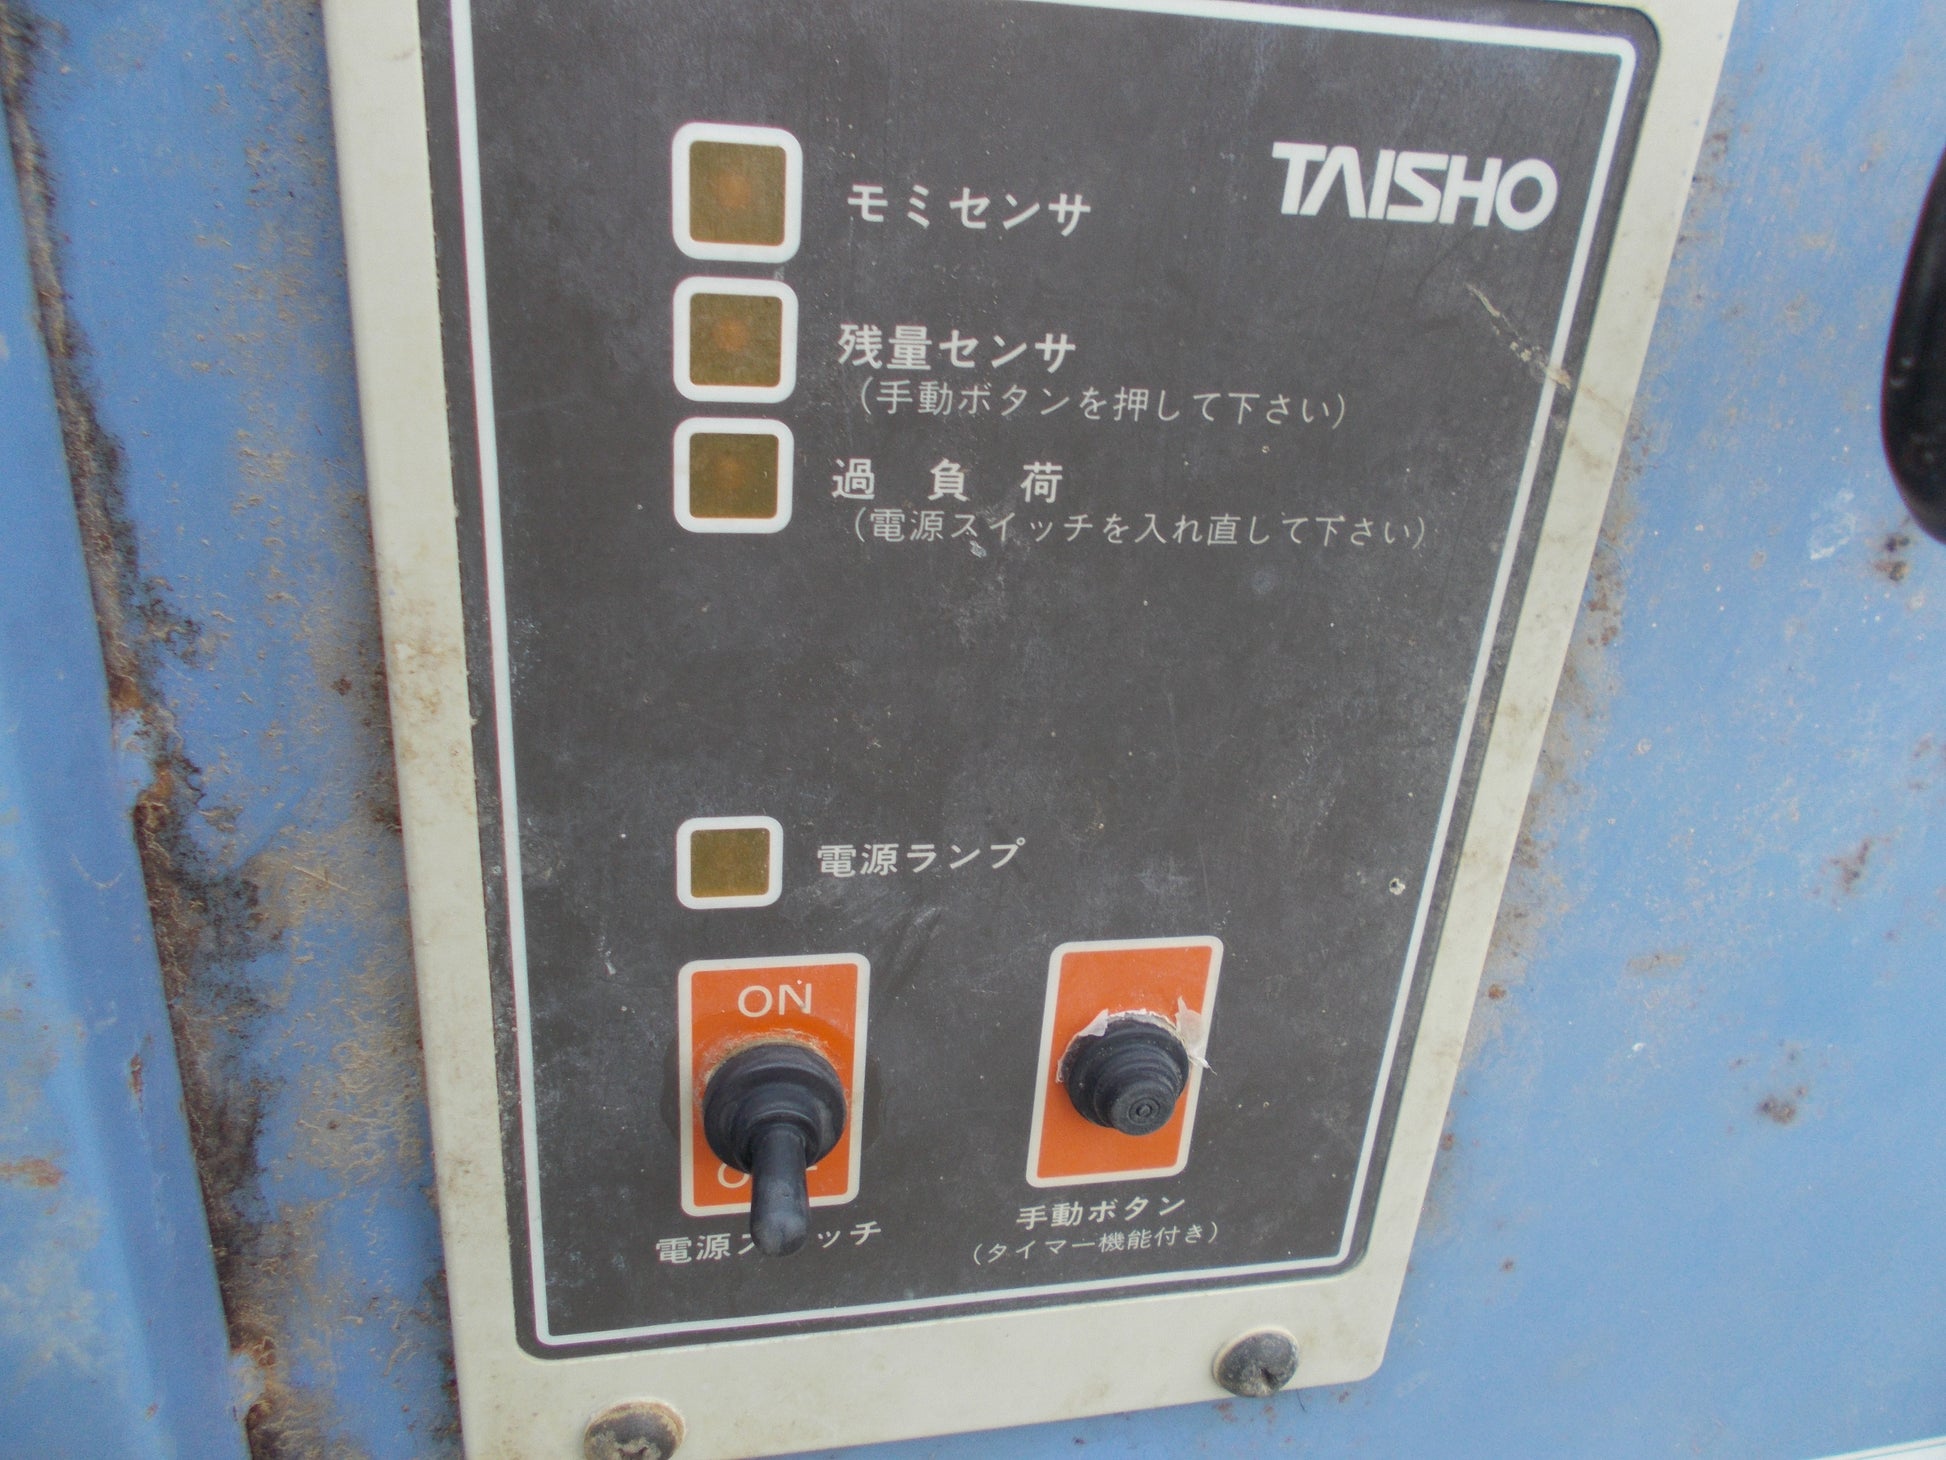 TAISHO
モミセンサ
残量センサ
(手動ボタンを押して下さい)
過負荷
(電源スイッチを入れ直して下さい)
電源ランプ
ON
電源ス ッチ
手動ボタン
(タイマー機能付き)